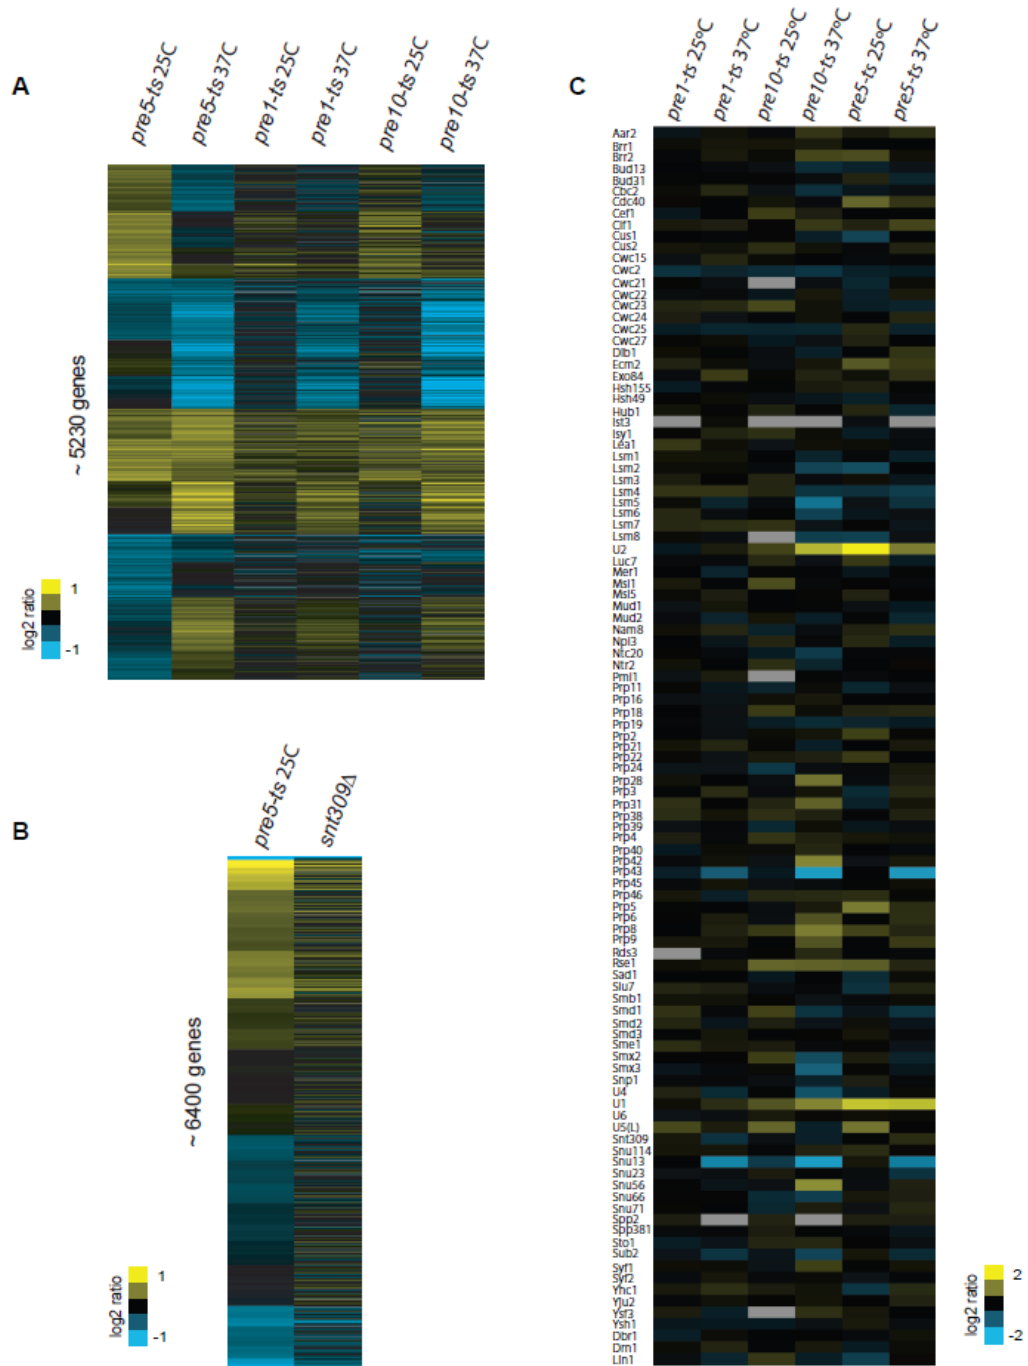 A
pre5-ts 25C
pre5-ts 37C
pre1-ts 25C
pre1-ts 37C
pre10-ts 25C
pre10-ts 37C
~ 5230 genes
log2 ratio
1
-1
B
pre5-ts 25C
snt309Δ
~ 6400 genes
log2 ratio
1
-1
C
pre1-ts 25ºC
pre1-ts 37ºC
pre10-ts 25ºC
pre10-ts 37ºC
pre5-ts 25ºC
pre5-ts 37ºC
Aar2
Brr1
Brr2
Bud13
Bud31
Cbc2
Cdc40
Cef1
Clf1
Cus1
Cus2
Cwc15
Cwc2
Cwc21
Cwc22
Cwc23
Cwc24
Cwc25
Cwc27
Dib1
Ecm2
Exo84
Hsh155
Hsh49
Hub1
Ist3
Isy1
Lea1
Lsm1
Lsm2
Lsm3
Lsm4
Lsm5
Lsm6
Lsm7
Lsm8
U2
Luc7
Mer1
Msl1
Msl5
Mud1
Mud2
Nam8
Npl3
Ntc20
Ntr2
Pml1
Prp11
Prp16
Prp18
Prp19
Prp2
Prp21
Prp22
Prp24
Prp28
Prp3
Prp31
Prp38
Prp39
Prp4
Prp40
Prp42
Prp43
Prp45
Prp46
Prp5
Prp6
Prp8
Prp9
Rds3
Rse1
Sad1
Slu7
Smb1
Smd1
Smd2
Smd3
Sme1
Smx2
Smx3
Snp1
U4
U1
U6
U5(L)
Snt309
Snu114
Snu13
Snu23
Snu56
Snu66
Snu71
Spp2
Spp381
Sto1
Sub2
Syf1
Syf2
Yhc1
Yju2
Ysf3
Ysh1
Dbr1
Drn1
Lin1
log2 ratio
2
-2